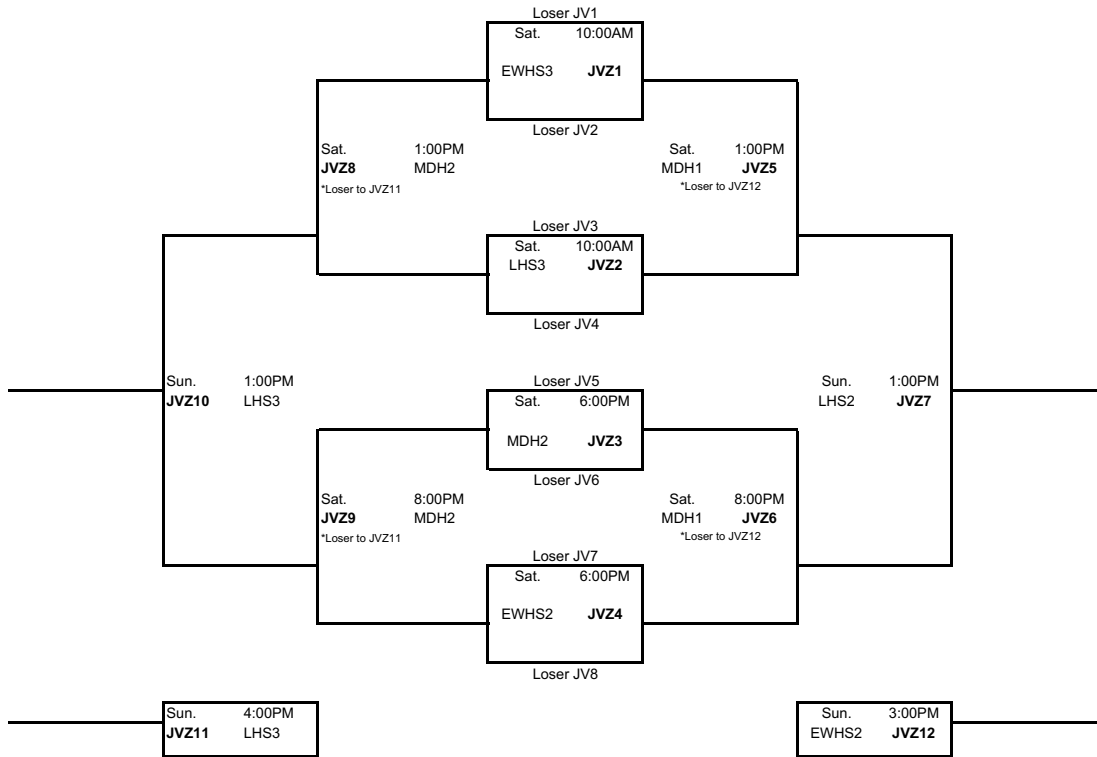 Loser JV1
Sat. 10:00AM
EWHS3 JVZ1
Loser JV2
Sat. 1:00PM
JVZ8 MDH2
*Loser to JVZ11
Sat. 1:00PM
MDH1 JVZ5
*Loser to JVZ12
Loser JV3
Sat. 10:00AM
LHS3 JVZ2
Loser JV4
Sun. 1:00PM
JVZ10 LHS3
Loser JV5
Sat. 6:00PM
MDH2 JVZ3
Loser JV6
Sun. 1:00PM
LHS2 JVZ7
Sat. 8:00PM
JVZ9 MDH2
*Loser to JVZ11
Sat. 8:00PM
MDH1 JVZ6
*Loser to JVZ12
Loser JV7
Sat. 6:00PM
EWHS2 JVZ4
Loser JV8
Sun. 4:00PM
JVZ11 LHS3
Sun. 3:00PM
EWHS2 JVZ12